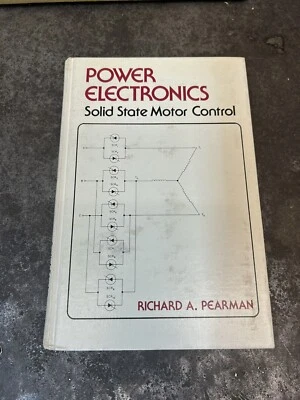 POWER
ELECTRONICS
Solid State Motor Control
RICHARD A. PEARMAN